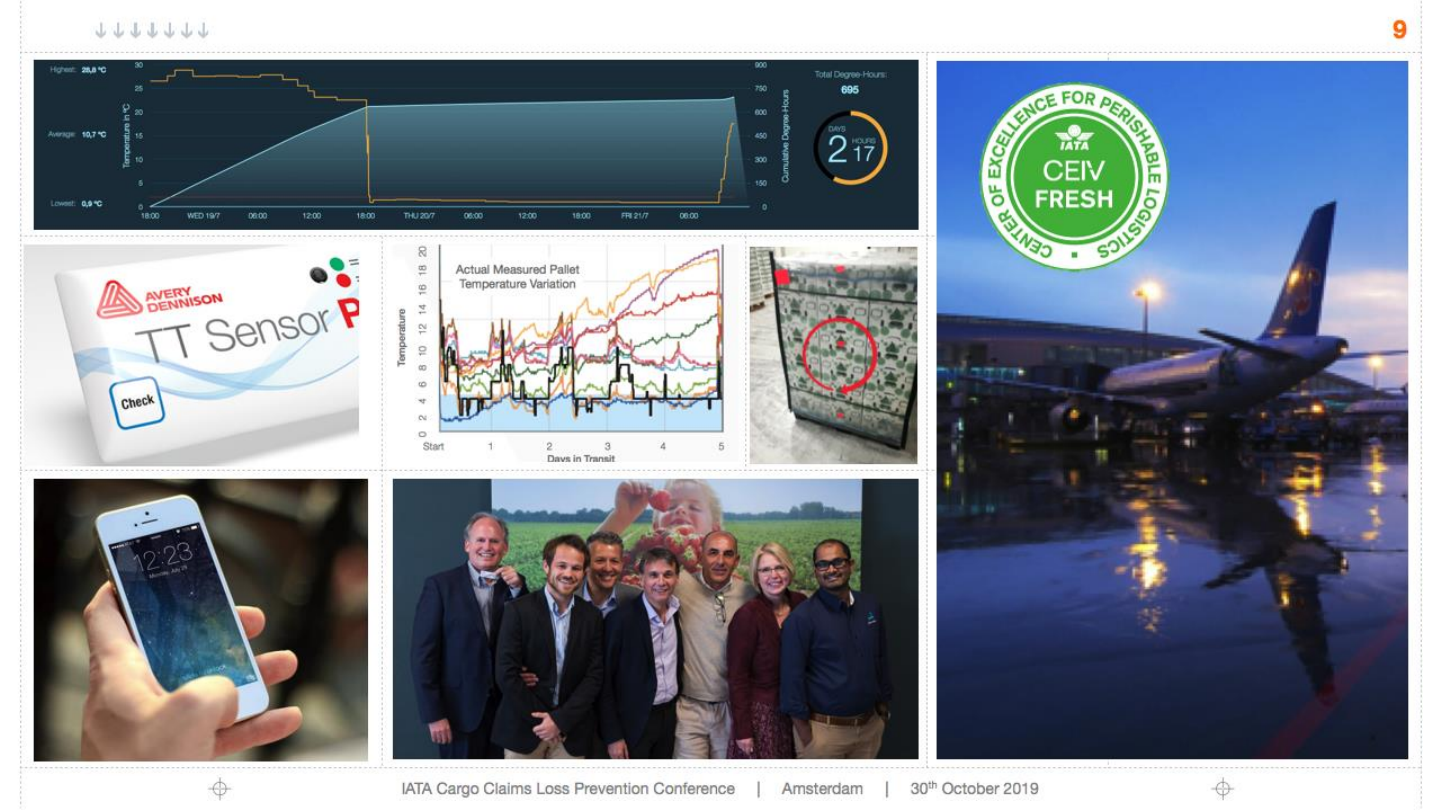 ↓↓↓↓↓↓↓
9
Highest: 28,8 °C
Average: 10,7 °C
Lowest: 0,9 °C
Temperature in °C
30
25
20
15
10
5
0
18:00 WED 19/7 06:00 12:00 18:00 THU 20/7 06:00 12:00 18:00 FRI 21/7 06:00
900
750
600
450
300
150
0
Cumulative Degree-Hours
Total Degree-Hours:
695
DAYS HOURS
2 17
CENTER OF EXCELLENCE FOR PERISHABLE LOGISTICS
IATA
CEIV
FRESH
AVERY
DENNISON
TT Sensor P
Check
Actual Measured Pallet
Temperature Variation
Temperature
20
18
16
14
12
10
8
6
4
2
0
Start 1 2 3 4 5
Days in Transit
12:23
Monday, July 29
IATA Cargo Claims Loss Prevention Conference | Amsterdam | 30th October 2019